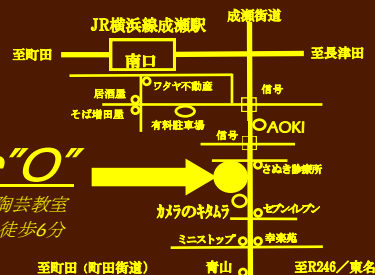 成瀬街道
JR横浜線成瀬駅
至町田
南口
至長津田
ワタヤ不動産
居酒屋
信号
そば増田屋
有料駐車場
AOKI
信号
"O"
さぬき診療所
陶芸教室
徒歩6分
カメラのキタムラ
セブンイレブン
ミニストップ
幸楽苑
至町田(町田街道)
青山
至R246/東名